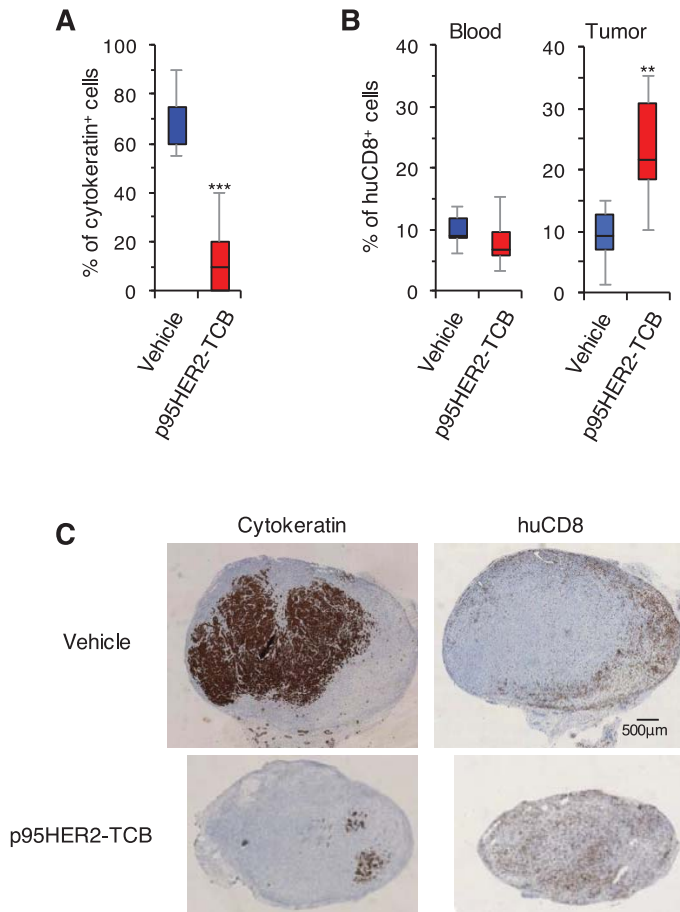 A
% of cytokeratin+ cells
100
80
60
40
20
0
***
Vehicle
p95HER2-TCB
B
Blood
% of huCD8+ cells
40
30
20
10
0
Vehicle
p95HER2-TCB
Tumor
40
30
20
10
0
**
Vehicle
p95HER2-TCB
C
Cytokeratin
huCD8
Vehicle
500μm
p95HER2-TCB